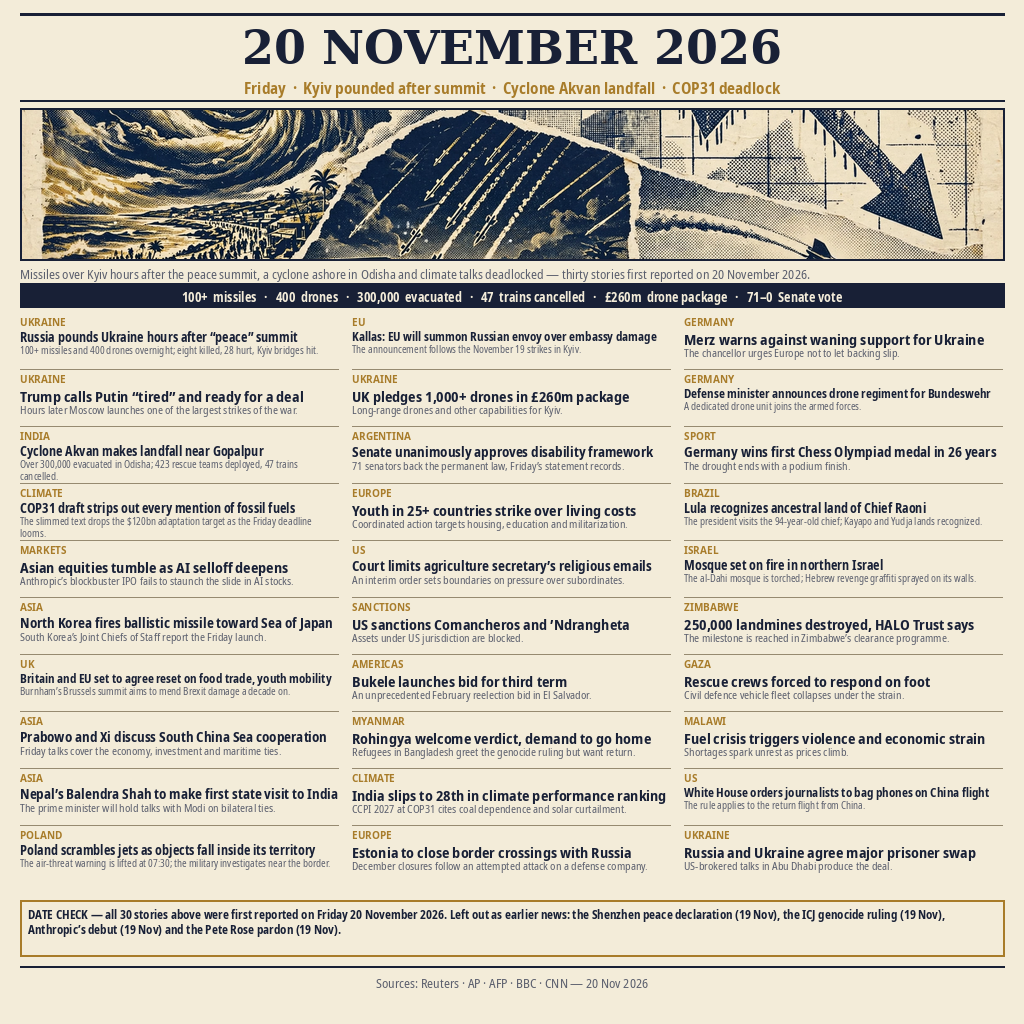 20 NOVEMBER 2026
Friday · Kyiv pounded after summit · Cyclone Akvan landfall · COP31 deadlock
Missiles over Kyiv hours after the peace summit, a cyclone ashore in Odisha and climate talks deadlocked — thirty stories first reported on 20 November 2026.
100+ missiles · 400 drones · 300,000 evacuated · 47 trains cancelled · £260m drone package · 71–0 Senate vote
UKRAINE
Russia pounds Ukraine hours after “peace” summit
100+ missiles and 400 drones overnight; eight killed, 28 hurt, Kyiv bridges hit.
UKRAINE
Trump calls Putin “tired” and ready for a deal
Hours later Moscow launches one of the largest strikes of the war.
INDIA
Cyclone Akvan makes landfall near Gopalpur
Over 300,000 evacuated in Odisha; 423 rescue teams deployed, 47 trains
cancelled.
CLIMATE
COP31 draft strips out every mention of fossil fuels
The slimmed text drops the $120bn adaptation target as the Friday deadline
looms.
MARKETS
Asian equities tumble as AI selloff deepens
Anthropic’s blockbuster IPO fails to staunch the slide in AI stocks.
ASIA
North Korea fires ballistic missile toward Sea of Japan
South Korea’s Joint Chiefs of Staff report the Friday launch.
UK
Britain and EU set to agree reset on food trade, youth mobility
Burnham’s Brussels summit aims to mend Brexit damage a decade on.
ASIA
Prabowo and Xi discuss South China Sea cooperation
Friday talks cover the economy, investment and maritime ties.
ASIA
Nepal’s Balendra Shah to make first state visit to India
The prime minister will hold talks with Modi on bilateral ties.
POLAND
Poland scrambles jets as objects fall inside its territory
The air-threat warning is lifted at 07:30; the military investigates near the border.
EU
Kallas: EU will summon Russian envoy over embassy damage
The announcement follows the November 19 strikes in Kyiv.
UKRAINE
UK pledges 1,000+ drones in £260m package
Long-range drones and other capabilities for Kyiv.
ARGENTINA
Senate unanimously approves disability framework
71 senators back the permanent law, Friday’s statement records.
EUROPE
Youth in 25+ countries strike over living costs
Coordinated action targets housing, education and militarization.
US
Court limits agriculture secretary’s religious emails
An interim order sets boundaries on pressure over subordinates.
SANCTIONS
US sanctions Comancheros and ’Ndrangheta
Assets under US jurisdiction are blocked.
AMERICAS
Bukele launches bid for third term
An unprecedented February reelection bid in El Salvador.
MYANMAR
Rohingya welcome verdict, demand to go home
Refugees in Bangladesh greet the genocide ruling but want return.
CLIMATE
India slips to 28th in climate performance ranking
CCPI 2027 at COP31 cites coal dependence and solar curtailment.
EUROPE
Estonia to close border crossings with Russia
December closures follow an attempted attack on a defense company.
GERMANY
Merz warns against waning support for Ukraine
The chancellor urges Europe not to let backing slip.
GERMANY
Defense minister announces drone regiment for Bundeswehr
A dedicated drone unit joins the armed forces.
SPORT
Germany wins first Chess Olympiad medal in 26 years
The drought ends with a podium finish.
BRAZIL
Lula recognizes ancestral land of Chief Raoni
The president visits the 94-year-old chief; Kayapo and Yudja lands recognized.
ISRAEL
Mosque set on fire in northern Israel
The al-Dahi mosque is torched; Hebrew revenge graffiti sprayed on its walls.
ZIMBABWE
250,000 landmines destroyed, HALO Trust says
The milestone is reached in Zimbabwe’s clearance programme.
GAZA
Rescue crews forced to respond on foot
Civil defence vehicle fleet collapses under the strain.
MALAWI
Fuel crisis triggers violence and economic strain
Shortages spark unrest as prices climb.
US
White House orders journalists to bag phones on China flight
The rule applies to the return flight from China.
UKRAINE
Russia and Ukraine agree major prisoner swap
US-brokered talks in Abu Dhabi produce the deal.
DATE CHECK — all 30 stories above were first reported on Friday 20 November 2026. Left out as earlier news: the Shenzhen peace declaration (19 Nov), the ICJ genocide ruling (19 Nov),
Anthropic’s debut (19 Nov) and the Pete Rose pardon (19 Nov).
Sources: Reuters · AP · AFP · BBC · CNN — 20 Nov 2026